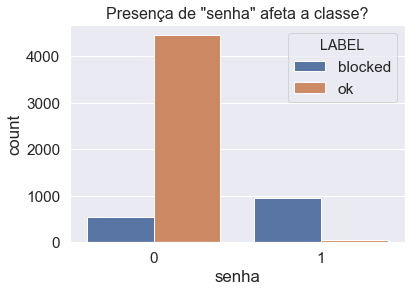 Presença de "senha" afeta a classe?
LABEL
blocked
ok
count
4000
3000
2000
1000
0
0 1
senha